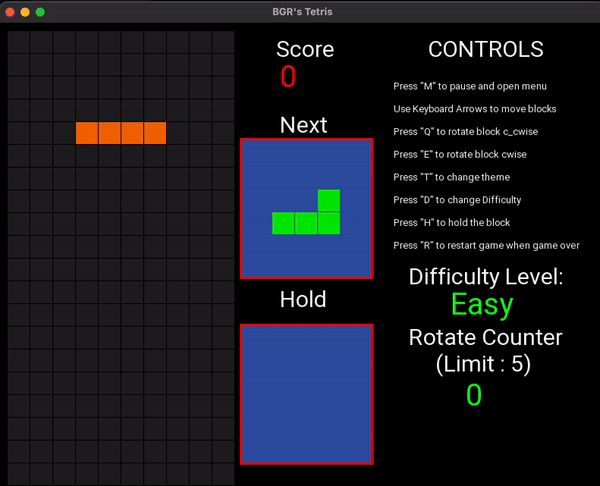 BGR's Tetris
Score
0
Next
Hold
CONTROLS
Press "M" to pause and open menu
Use Keyboard Arrows to move blocks
Press "Q" to rotate block c_cwise
Press "E" to rotate block cwise
Press "T" to change theme
Press "D" to change Difficulty
Press "H" to hold the block
Press "R" to restart game when game over
Difficulty Level:
Easy
Rotate Counter
(Limit : 5)
0